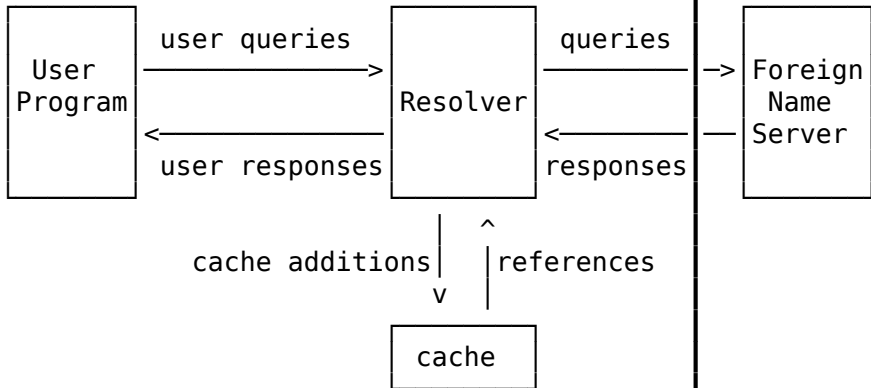 user queries
queries
User Program
Resolver
Foreign Name Server
user responses
responses
cache additions
references
cache